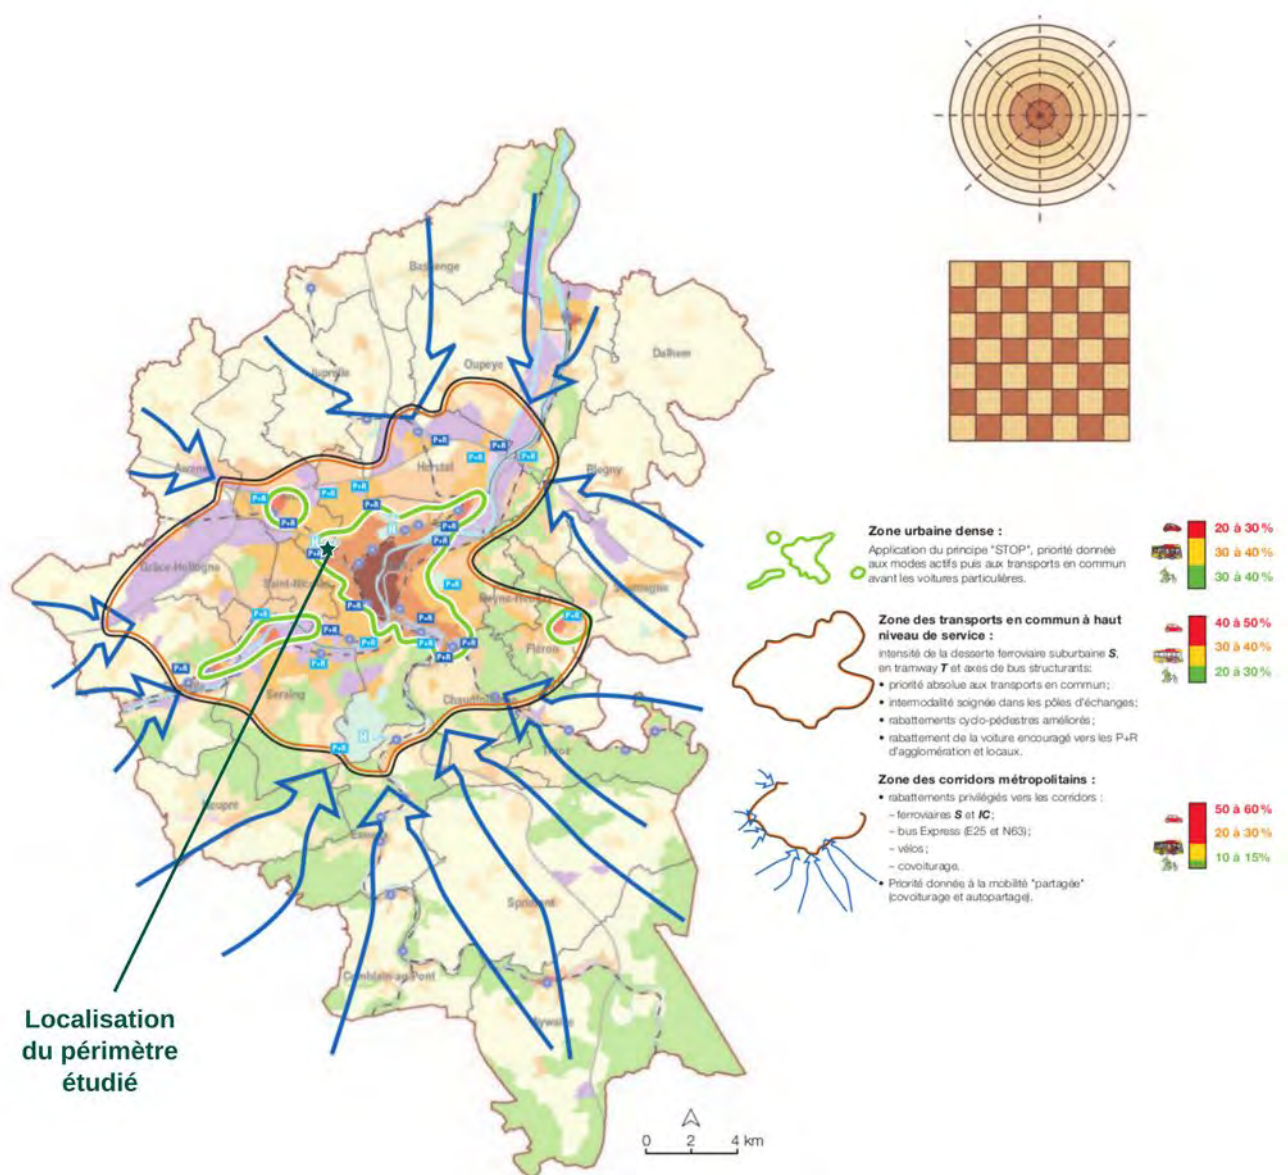 Bassenge
Dalhem
Juprelle
Oupeye
P+R
P+R
P+R
Herstal
P+R
Awans
Blegny
P+R
P+R
P+R
P+R
P+R
P+R
H
H
P+R
P+R
Grâce-Hollogne
Saint-Nicolas
P+R
Soumagne
P+R
P+R
P+R
P+R
P+R
P+R
P+R
P+R
P+R
Fléron
P+R
P+R
Seraing
Chaudfontaine
H
P+R
Trooz
Neupré
Esneux
Sprimont
Comblain-au-Pont
Aywaille
Localisation
du périmètre
étudié
0 2 4 km
Zone urbaine dense :
Application du principe "STOP", priorité donnée
aux modes actifs puis aux transports en commun
avant les voitures particulières.
20 à 30%
30 à 40%
30 à 40%
Zone des transports en commun à haut
niveau de service :
intensité de la desserte ferroviaire suburbaine S,
en tramway T et axes de bus structurants:
• priorité absolue aux transports en commun;
• intermodalité soignée dans les pôles d'échanges;
• rabattements cyclo-pédestres améliorés;
• rabattement de la voiture encouragé vers les P+R
d'agglomération et locaux.
40 à 50%
30 à 40%
20 à 30%
Zone des corridors métropolitains :
• rabattements privilégiés vers les corridors :
– ferroviaires S et IC;
– bus Express (E25 et N63);
– vélos;
– covoiturage.
• Priorité donnée à la mobilité "partagée"
(covoiturage et autopartage).
50 à 60%
20 à 30%
10 à 15%